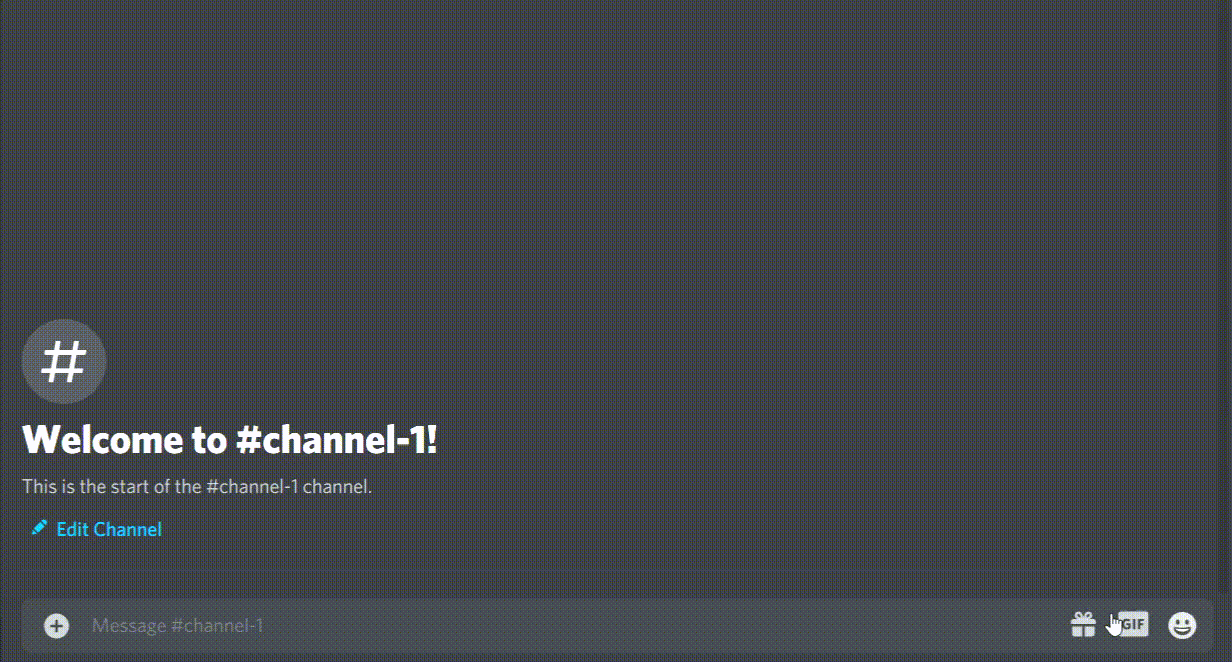 #
Welcome to #channel-1!
This is the start of the #channel-1 channel.
Edit Channel
Message #channel-1
GIF